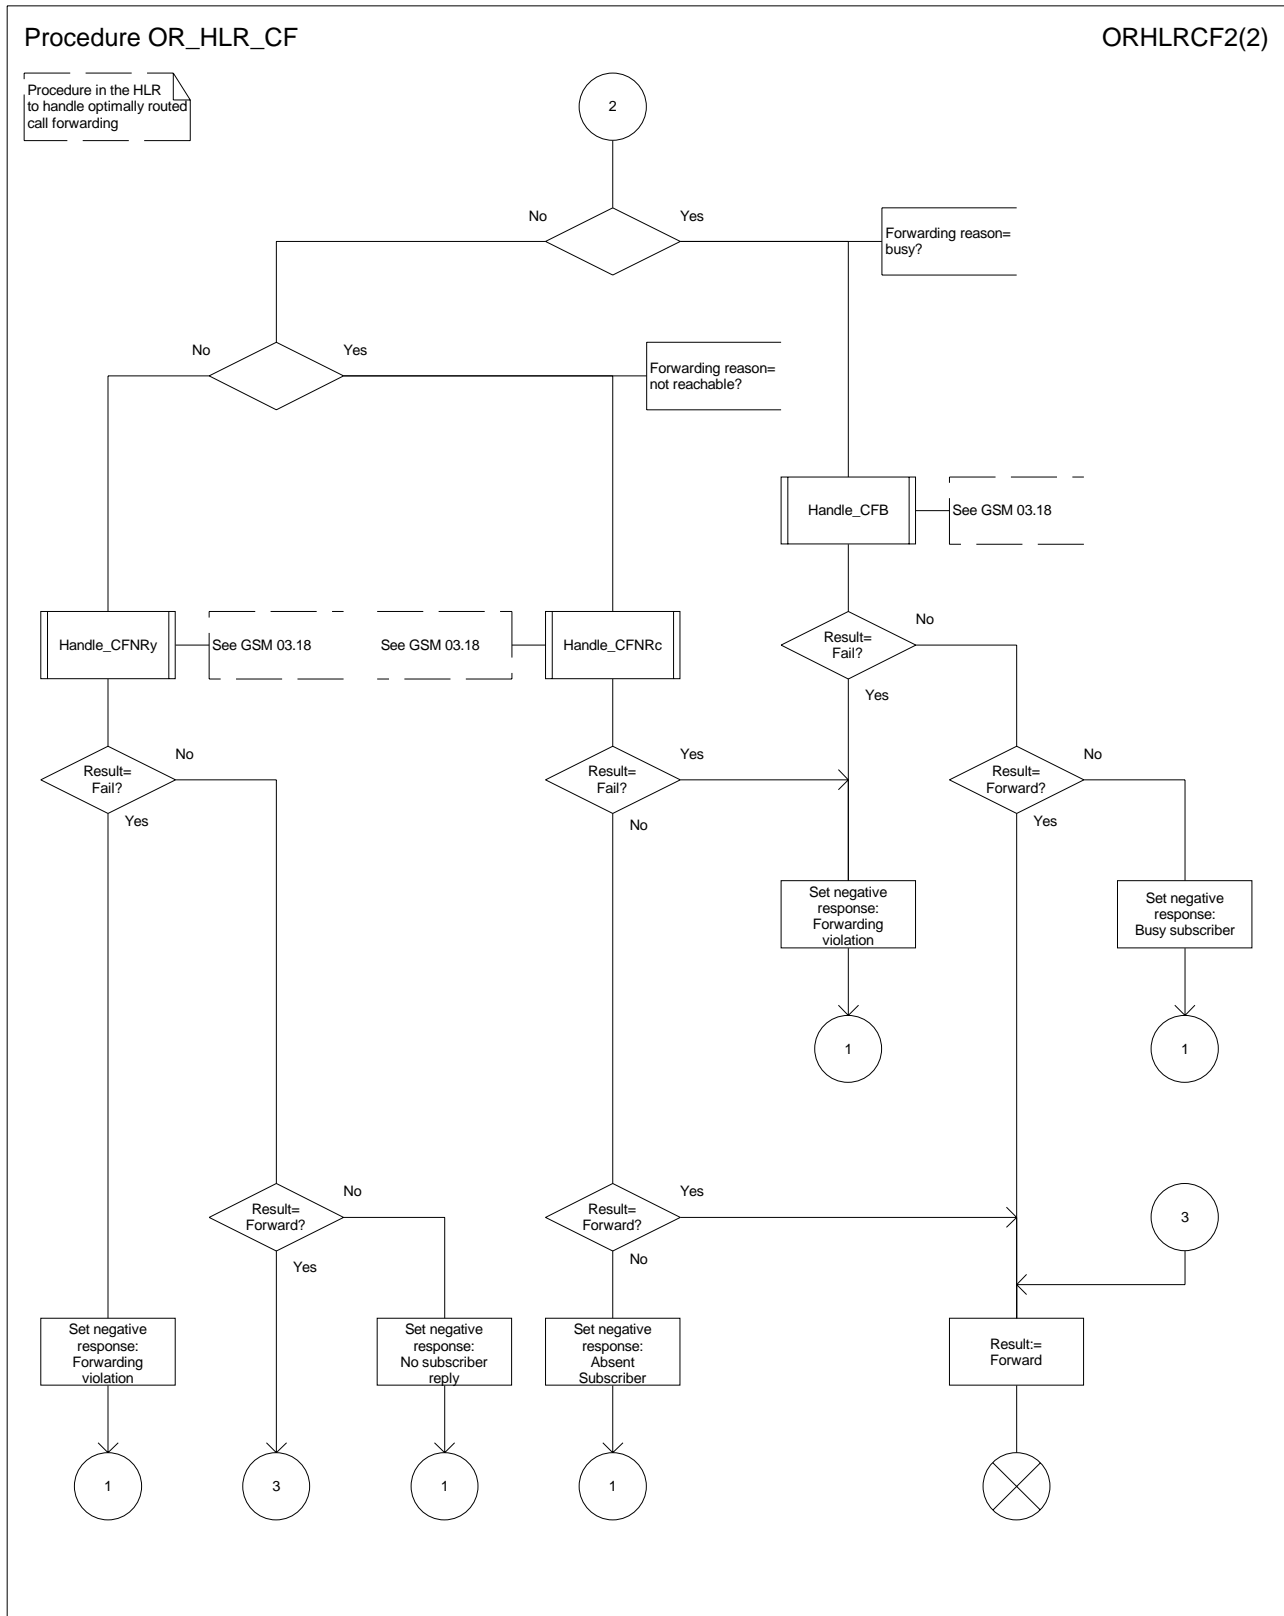 Procedure OR_HLR_CF
ORHLRCF2(2)
Procedure in the HLR
to handle optimally routed
call forwarding
2
No
Yes
Forwarding reason=
busy?
No
Yes
Forwarding reason=
not reachable?
Handle_CFB
See GSM 03.18
Handle_CFNRy
See GSM 03.18
See GSM 03.18
Handle_CFNRc
Result=
Fail?
No
Yes
Result=
Fail?
No
Yes
Result=
Fail?
Yes
No
Result=
Forward?
No
Yes
Set negative
response:
Forwarding
violation
Set negative
response:
Busy subscriber
1
1
Result=
Forward?
No
Yes
Result=
Forward?
Yes
No
3
Set negative
response:
Forwarding
violation
Set negative
response:
No subscriber
reply
Set negative
response:
Absent
Subscriber
Result:=
Forward
1
3
1
1